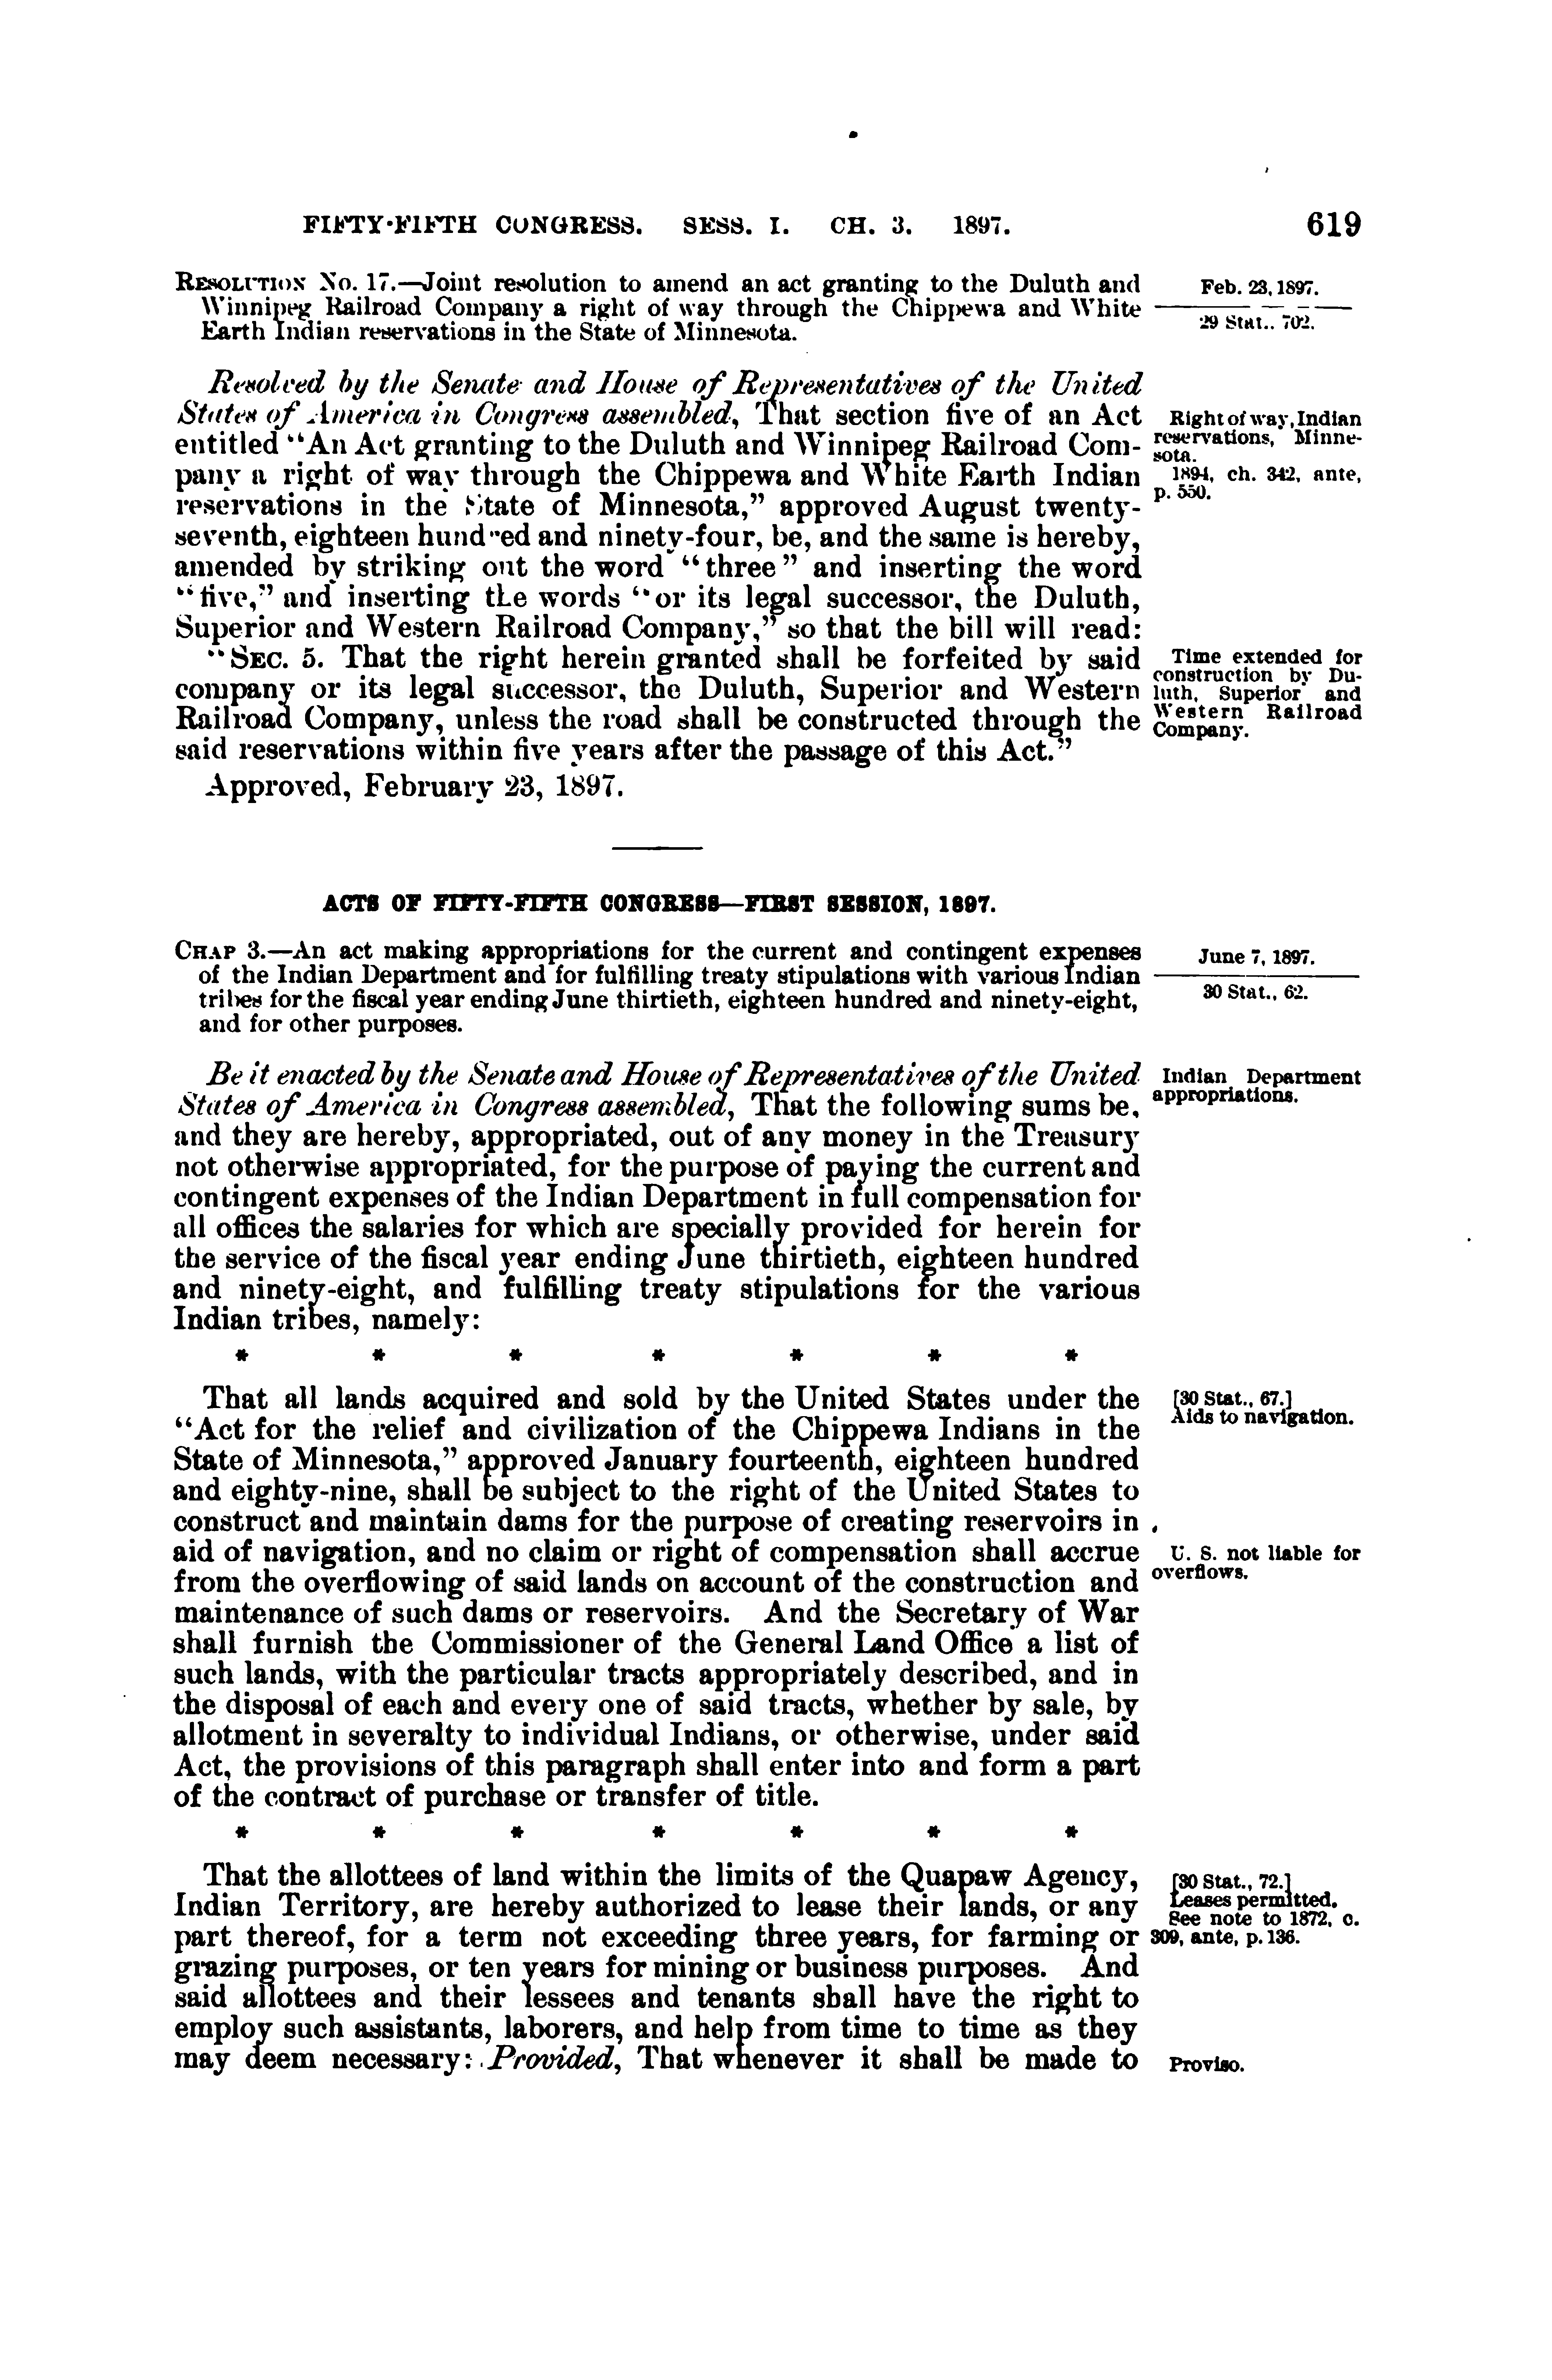 FIFTY-FIFTH CONGRESS. SESS. I. CH. 3. 1897. 619
RESOLUTION No. 17.—Joint resolution to amend an act granting to the Duluth and
Winnipeg Railroad Company a right of way through the Chippewa and White
Earth Indian reservations in the State of Minnesota.
Feb. 23, 1897.
29 Stat., 702.
Resolved by the Senate and House of Representatives of the United
States of America in Congress assembled, That section five of an Act
entitled "An Act granting to the Duluth and Winnipeg Railroad Com-
pany a right of way through the Chippewa and White Earth Indian
reservations in the State of Minnesota," approved August twenty-
seventh, eighteen hundred and ninety-four, be, and the same is hereby,
amended by striking out the word "three" and inserting the word
"five," and inserting the words "or its legal successor, the Duluth,
Superior and Western Railroad Company," so that the bill will read:
Right of way, Indian
reservations, Minne-
sota.
1894, ch. 342, ante,
p. 550.
"SEC. 5. That the right herein granted shall be forfeited by said
company or its legal successor, the Duluth, Superior and Western
Railroad Company, unless the road shall be constructed through the
said reservations within five years after the passage of this Act."
Time extended for
construction by Du-
luth, Superior and
Western Railroad
Company.
Approved, February 23, 1897.
ACTS OF FIFTY-FIFTH CONGRESS—FIRST SESSION, 1897.
CHAP 3.—An act making appropriations for the current and contingent expenses
of the Indian Department and for fulfilling treaty stipulations with various Indian
tribes for the fiscal year ending June thirtieth, eighteen hundred and ninety-eight,
and for other purposes.
June 7, 1897.
30 Stat., 62.
Be it enacted by the Senate and House of Representatives of the United
States of America in Congress assembled, That the following sums be,
and they are hereby, appropriated, out of any money in the Treasury
not otherwise appropriated, for the purpose of paying the current and
contingent expenses of the Indian Department in full compensation for
all offices the salaries for which are specially provided for herein for
the service of the fiscal year ending June thirtieth, eighteen hundred
and ninety-eight, and fulfilling treaty stipulations for the various
Indian tribes, namely:
Indian Department
appropriations.
* * * * * * *
That all lands acquired and sold by the United States under the
"Act for the relief and civilization of the Chippewa Indians in the
State of Minnesota," approved January fourteenth, eighteen hundred
and eighty-nine, shall be subject to the right of the United States to
construct and maintain dams for the purpose of creating reservoirs in
aid of navigation, and no claim or right of compensation shall accrue
from the overflowing of said lands on account of the construction and
maintenance of such dams or reservoirs. And the Secretary of War
shall furnish the Commissioner of the General Land Office a list of
such lands, with the particular tracts appropriately described, and in
the disposal of each and every one of said tracts, whether by sale, by
allotment in severalty to individual Indians, or otherwise, under said
Act, the provisions of this paragraph shall enter into and form a part
of the contract of purchase or transfer of title.
[30 Stat., 67.]
Aids to navigation.
U. S. not liable for
overflows.
* * * * * * *
That the allottees of land within the limits of the Quapaw Agency,
Indian Territory, are hereby authorized to lease their lands, or any
part thereof, for a term not exceeding three years, for farming or
grazing purposes, or ten years for mining or business purposes. And
said allottees and their lessees and tenants shall have the right to
employ such assistants, laborers, and help from time to time as they
may deem necessary: Provided, That whenever it shall be made to
[30 Stat., 72.]
Leases permitted.
See note to 1872, c.
309, ante, p. 136.
Proviso.